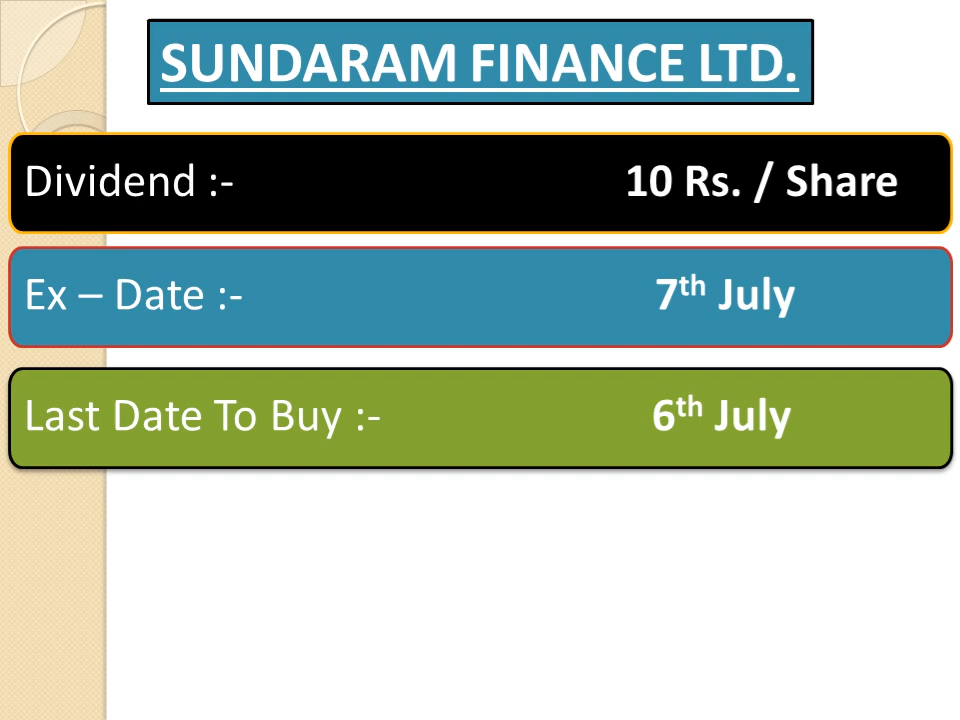 SUNDARAM FINANCE LTD.
Dividend :- 10 Rs. / Share
Ex – Date :- 7th July
Last Date To Buy :- 6th July